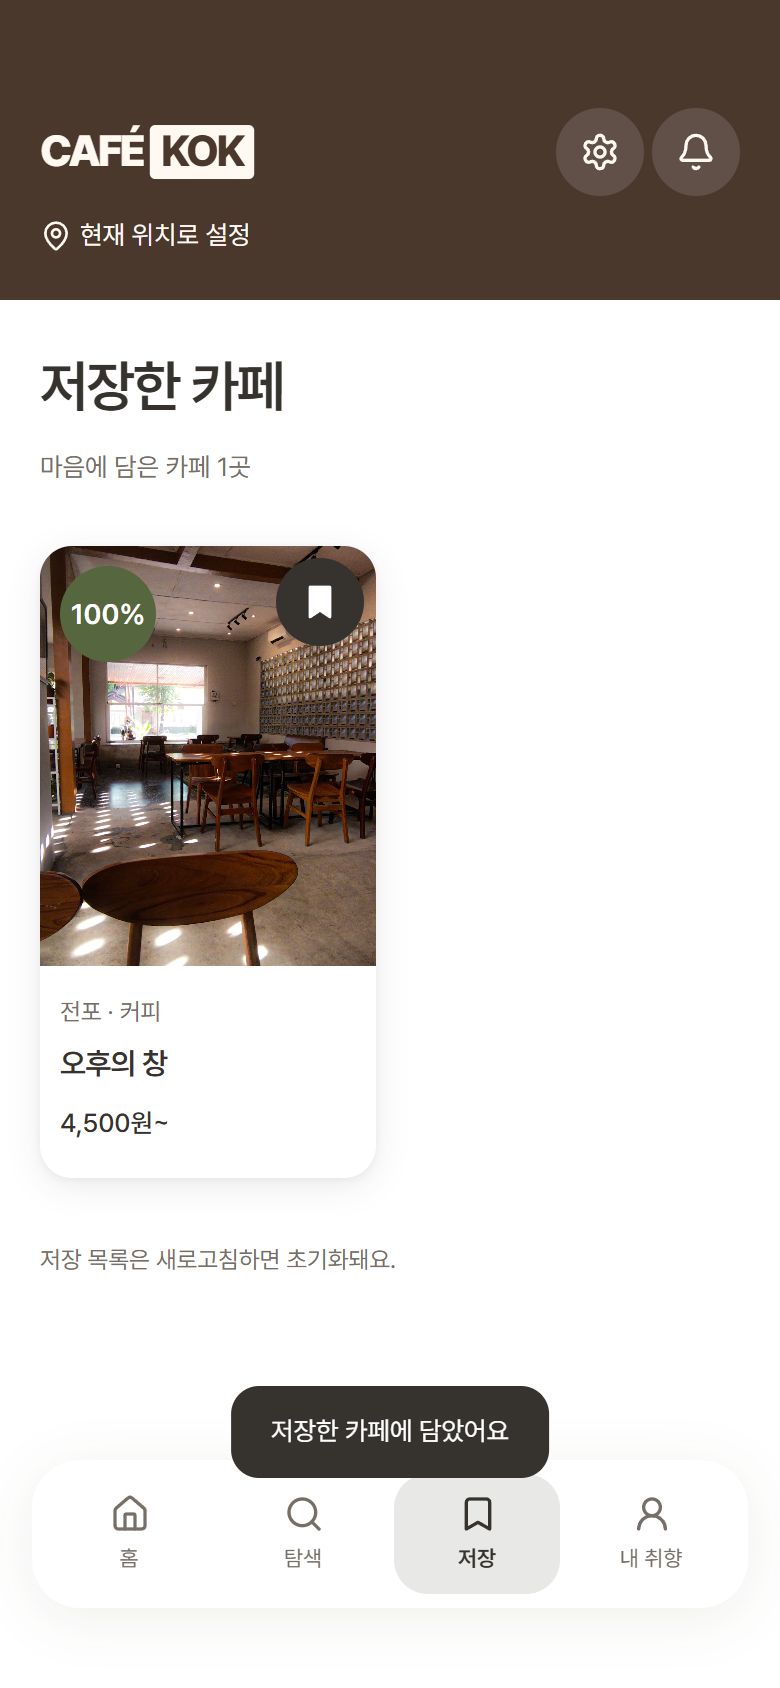 CAFÉ KOK
현재 위치로 설정
저장한 카페
마음에 담은 카페 1곳
100%
전포 · 커피
오후의 창
4,500원~
저장 목록은 새로고침하면 초기화돼요.
저장한 카페에 담았어요
홈
탐색
저장
내 취향